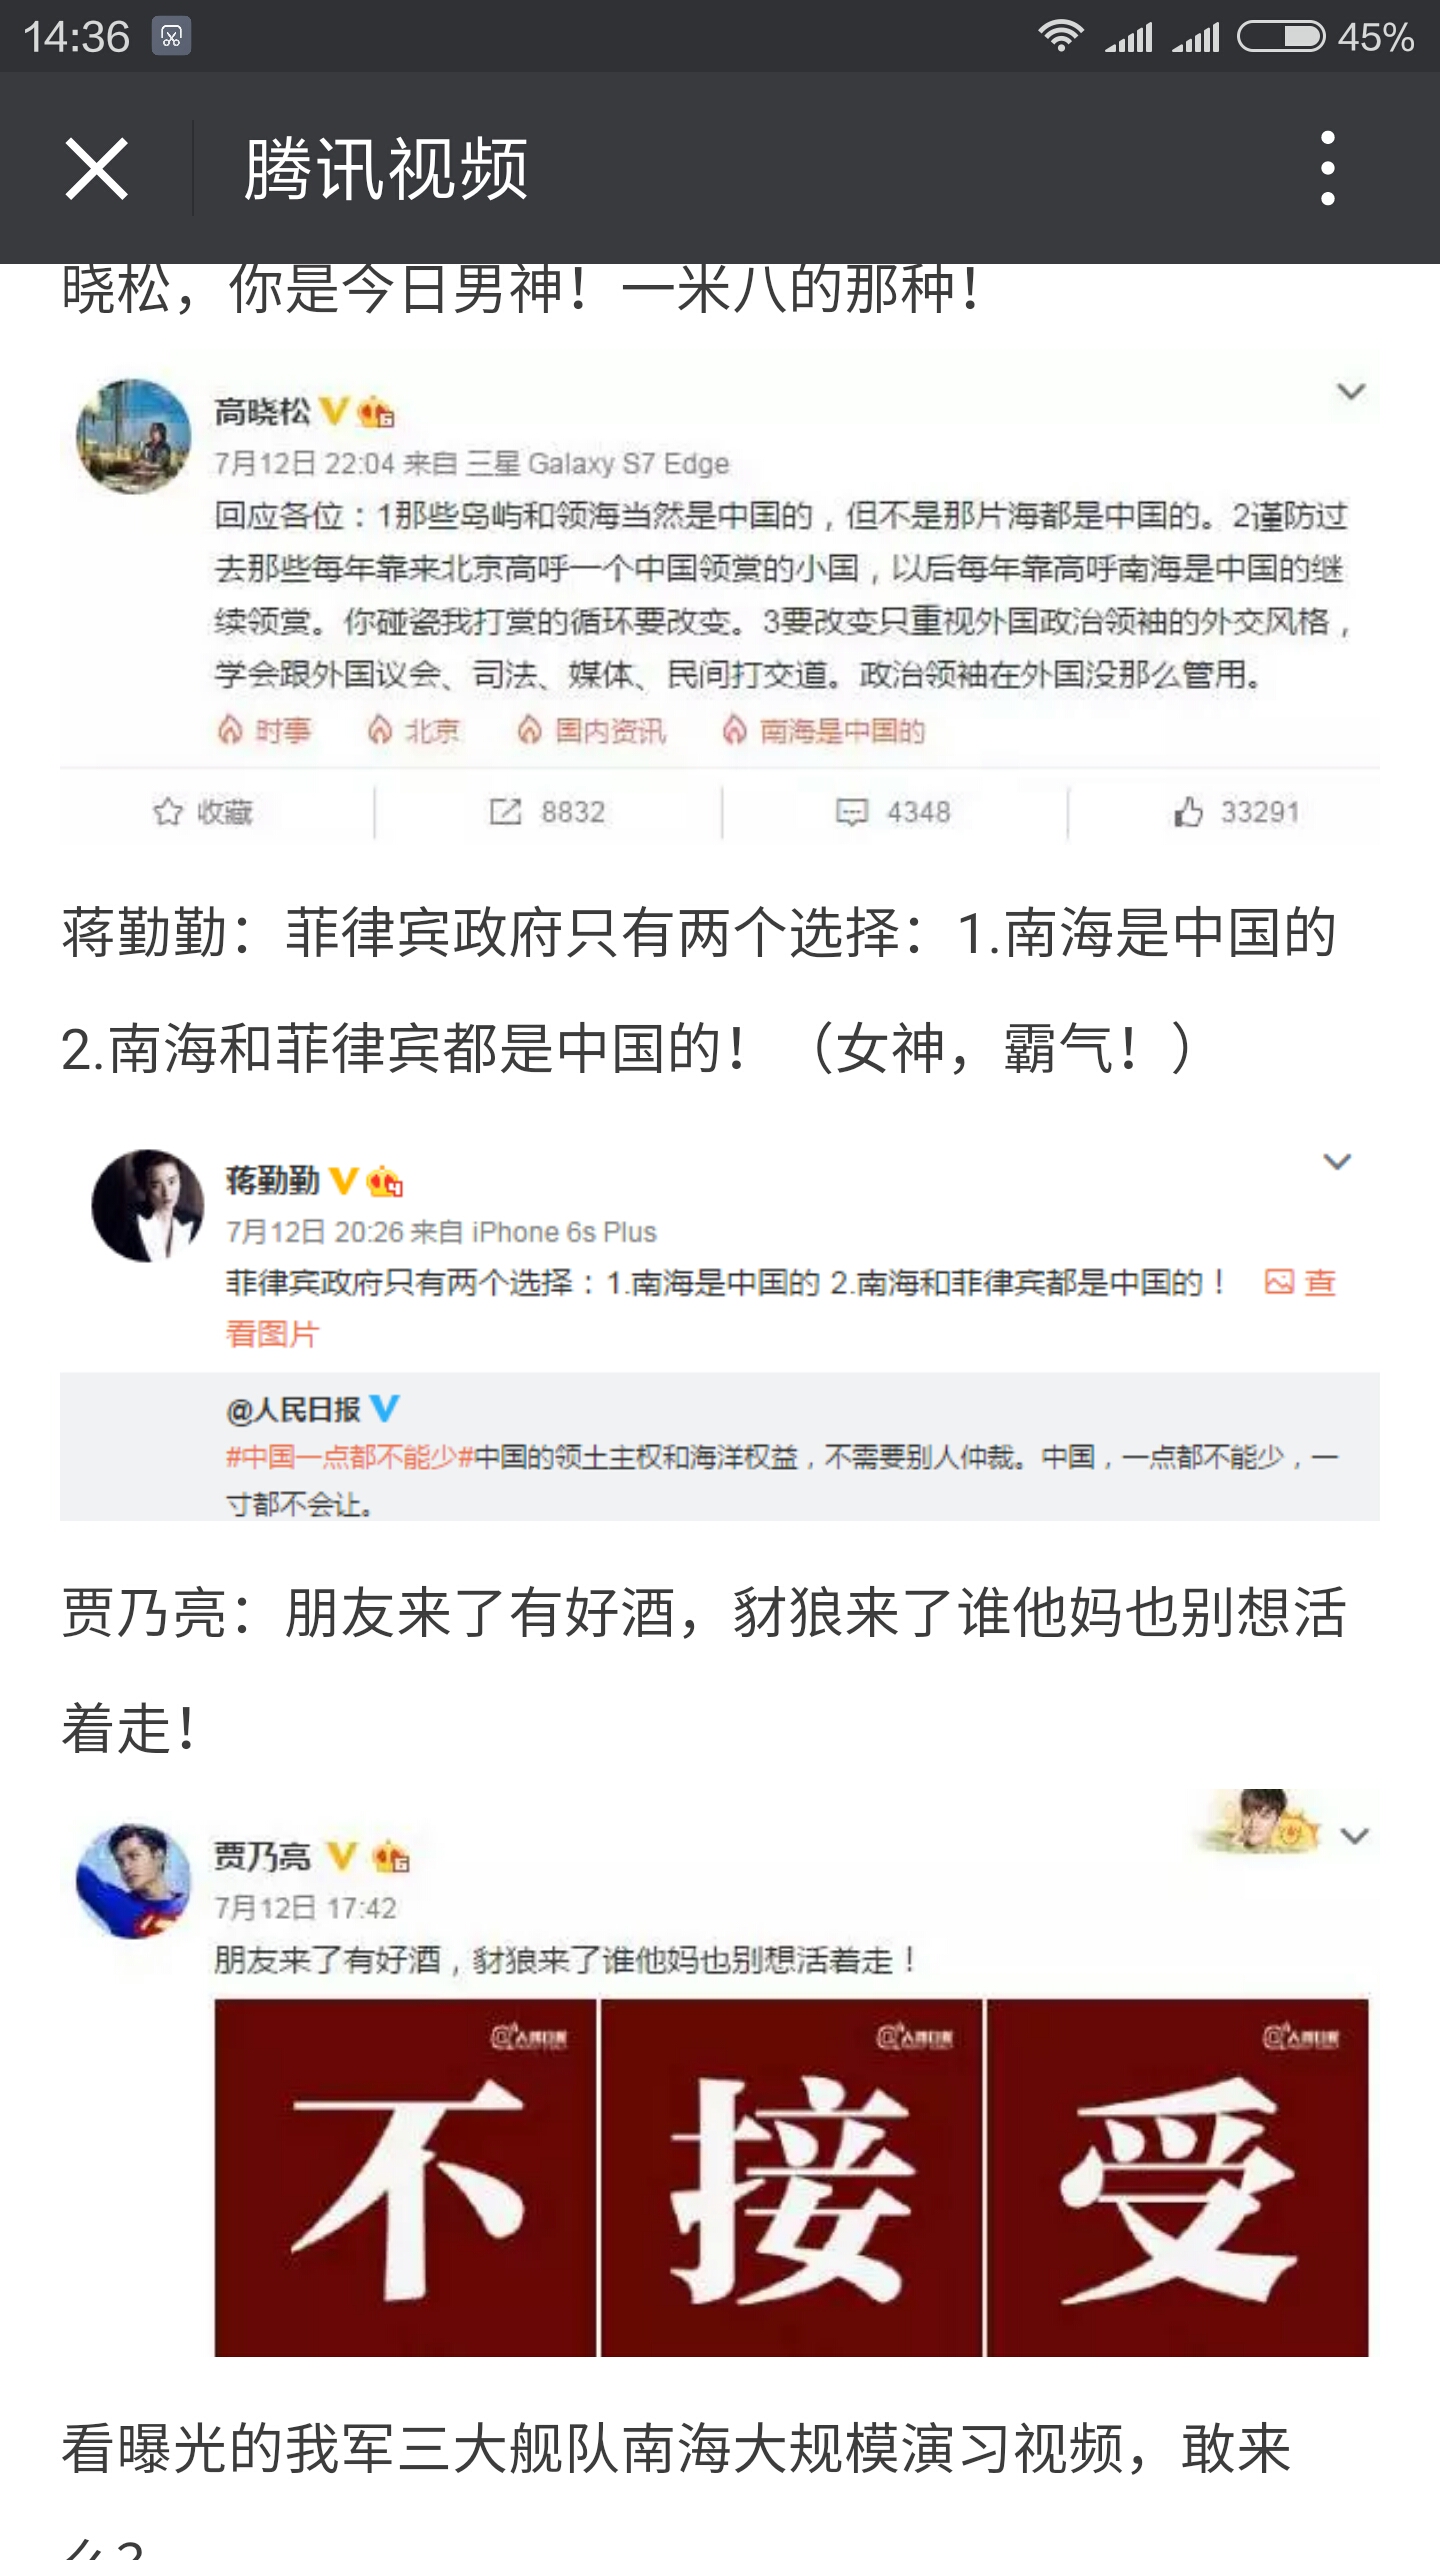 14:36
45%
腾讯视频
晓松，你是今日男神！一米八的那种！
高晓松
7月12日 22:04 来自 三星 Galaxy S7 Edge
回应各位：1那些岛屿和领海当然是中国的，但不是那片海都是中国的。2谨防过
去那些每年靠来北京高呼一个中国领赏的小国，以后每年靠高呼南海是中国的继
续领赏。你碰瓷我打赏的循环要改变。3要改变只重视外国政治领袖的外交风格，
学会跟外国议会、司法、媒体、民间打交道。政治领袖在外国没那么管用。
时事 北京 国内资讯 南海是中国的
收藏 8832 4348 33291
蒋勤勤：菲律宾政府只有两个选择：1.南海是中国的
2.南海和菲律宾都是中国的！（女神，霸气！）
蒋勤勤
7月12日 20:26 来自 iPhone 6s Plus
菲律宾政府只有两个选择：1.南海是中国的 2.南海和菲律宾都是中国的！ 查
看图片
@人民日报
#中国一点都不能少#中国的领土主权和海洋权益，不需要别人仲裁。中国，一点都不能少，一
寸都不会让。
贾乃亮：朋友来了有好酒，豺狼来了谁他妈也别想活
着走！
贾乃亮
7月12日 17:42
朋友来了有好酒，豺狼来了谁他妈也别想活着走！
@人民日报 @人民日报 @人民日报
不 接 受
看曝光的我军三大舰队南海大规模演习视频，敢来
么？